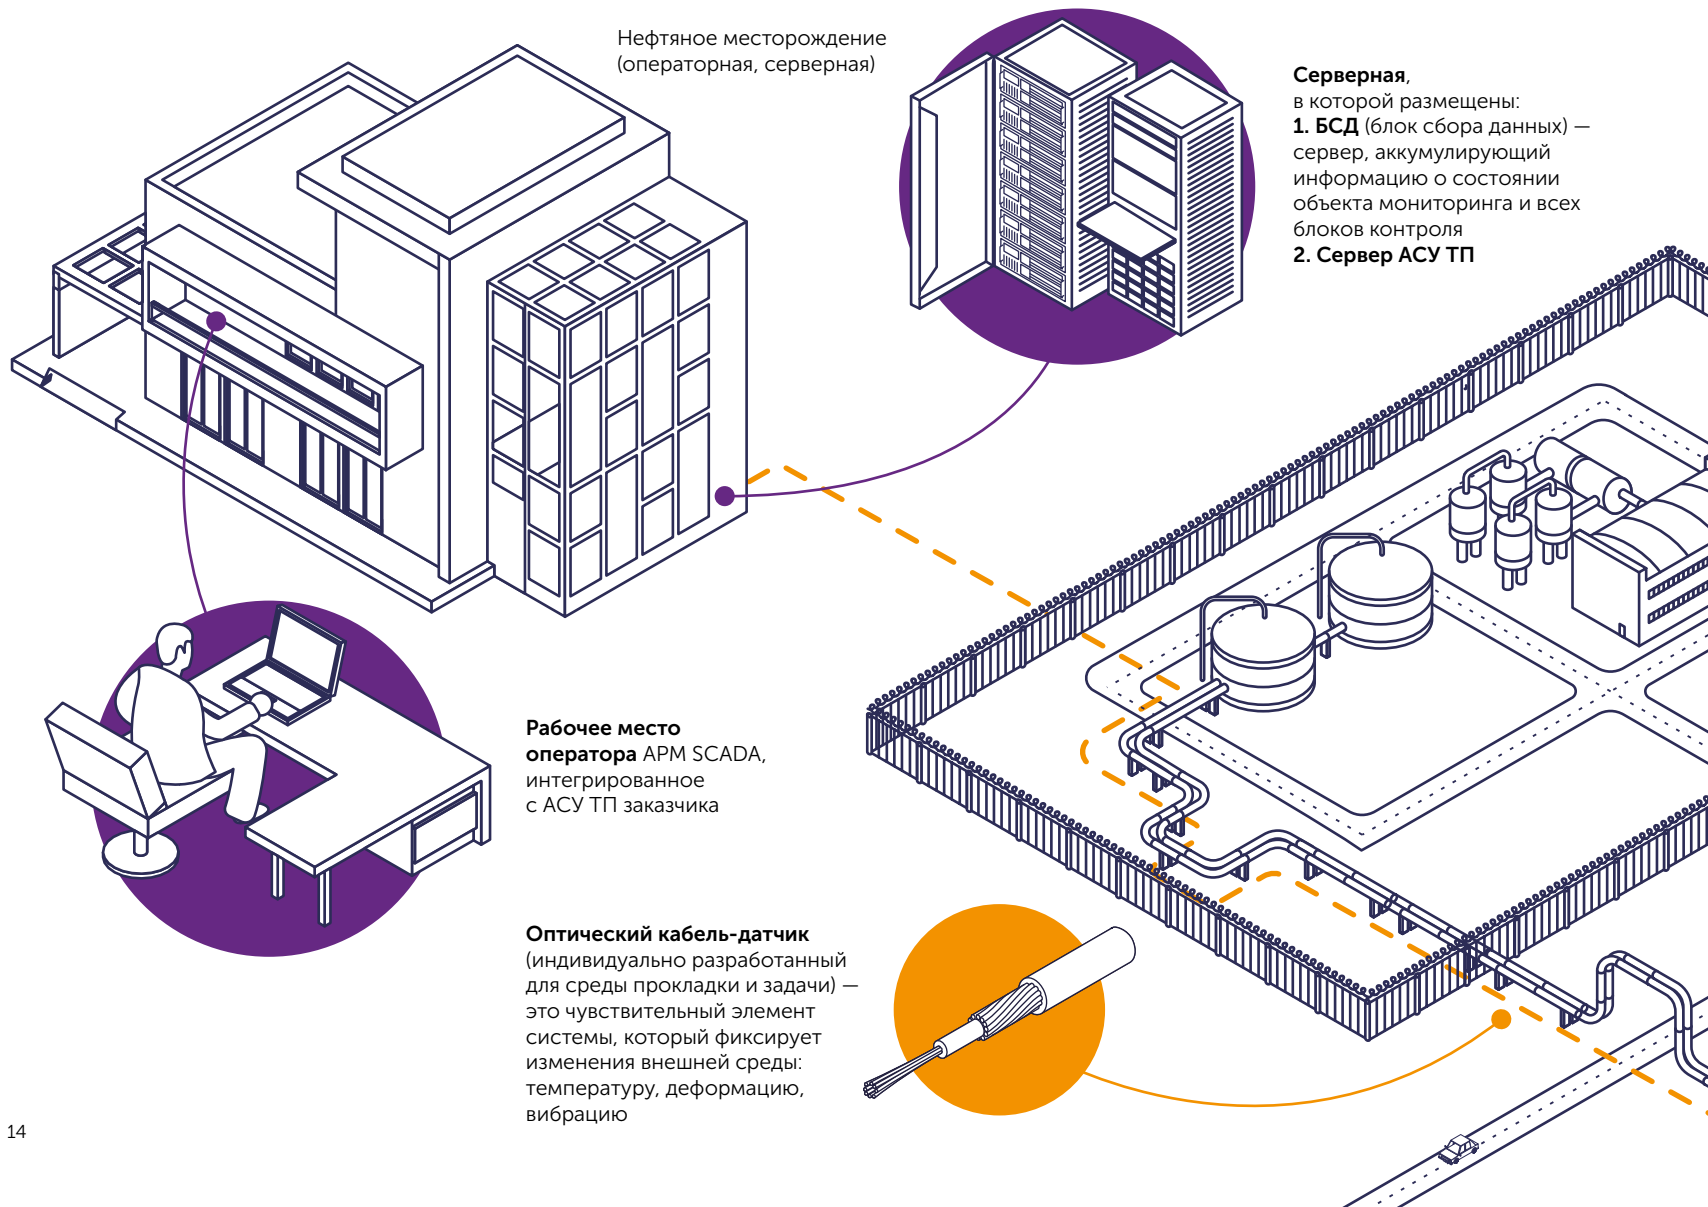 Нефтяное месторождение
(операторная, серверная)
Серверная,
в которой размещены:
1. БСД (блок сбора данных) —
сервер, аккумулирующий
информацию о состоянии
объекта мониторинга и всех
блоков контроля
2. Сервер АСУ ТП
Рабочее место
оператора АРМ SCADA,
интегрированное
с АСУ ТП заказчика
Оптический кабель-датчик
(индивидуально разработанный
для среды прокладки и задачи) —
это чувствительный элемент
системы, который фиксирует
изменения внешней среды:
температуру, деформацию,
вибрацию
14